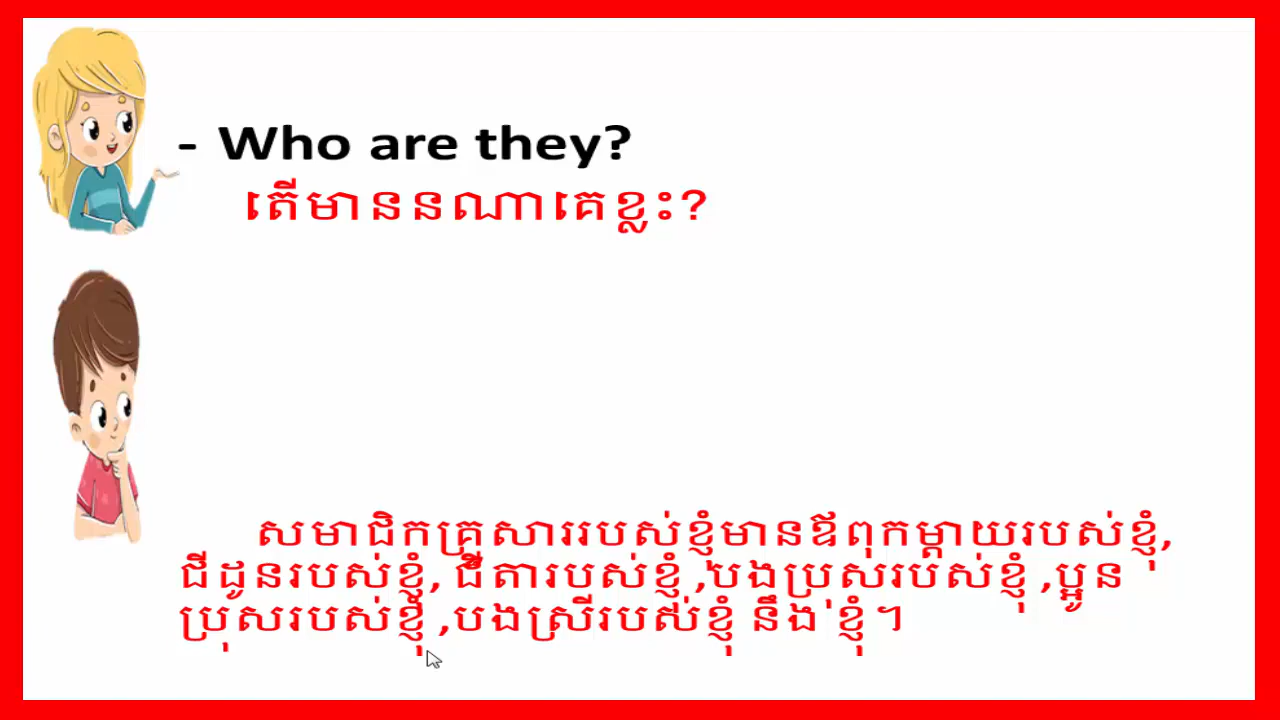 - Who are they?
តើមាននណាគេខ្លះ?
សមាជិកគ្រួសាររបស់ខ្ញុំមានឪពុកម្តាយរបស់ខ្ញុំ,
ជីដូនរបស់ខ្ញុំ, ជីតារបស់ខ្ញុំ ,បងប្រុសរបស់ខ្ញុំ ,ប្អូន
ប្រុសរបស់ខ្ញុំ ,បងស្រីរបស់ខ្ញុំ នឹង ខ្ញុំ។